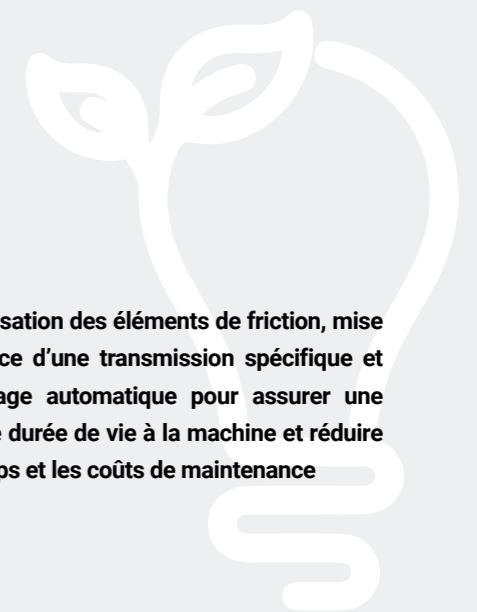 sation des éléments de friction, mise
ce d’une transmission spécifique et
age automatique pour assurer une
durée de vie à la machine et réduire
ps et les coûts de maintenance